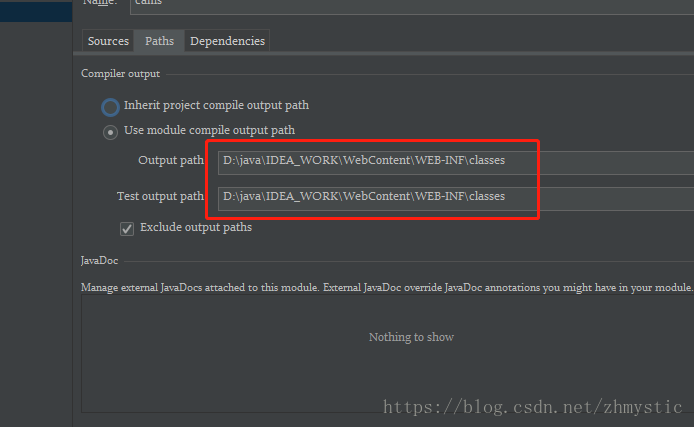 Name:
Sources Paths Dependencies
Compiler output
Inherit project compile output path
Use module compile output path
Output path D:\java\IDEA_WORK\WebContent\WEB-INF\classes
Test output path D:\java\IDEA_WORK\WebContent\WEB-INF\classes
Exclude output paths
JavaDoc
Manage external JavaDocs attached to this module. External JavaDoc override JavaDoc annotations you might have in your module.
Nothing to show
https://blog.csdn.net/zhmystic